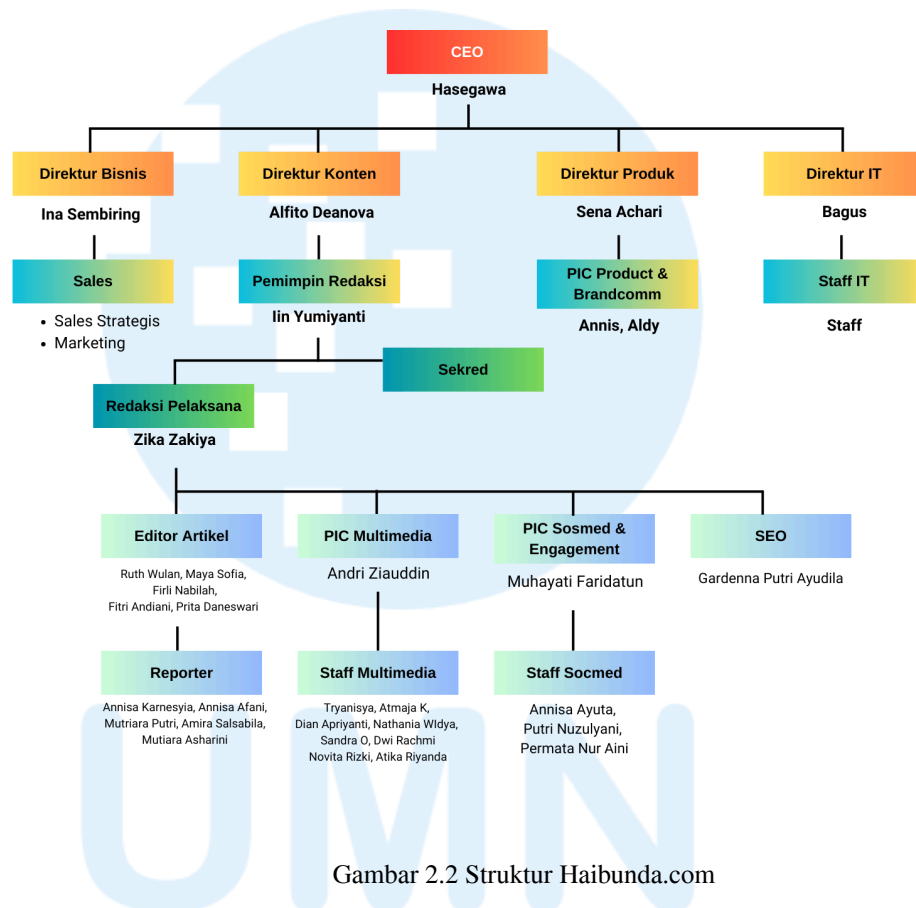 CEO
Hasegawa
Direktur Bisnis
Direktur Konten
Direktur Produk
Direktur IT
Ina Sembiring
Alfito Deanova
Sena Achari
Bagus
Sales
Pemimpin Redaksi
PIC Product &
Brandcomm
Staff IT
• Sales Strategis
• Marketing
Iin Yumiyanti
Annis, Aldy
Staff
Sekred
Redaksi Pelaksana
Zika Zakiya
Editor Artikel
PIC Multimedia
PIC Sosmed &
Engagement
SEO
Ruth Wulan, Maya Sofia,
Firli Nabilah,
Fitri Andiani, Prita Daneswari
Andri Ziauddin
Muhayati Faridatun
Gardenna Putri Ayudila
Reporter
Staff Multimedia
Staff Socmed
Annisa Karnesyia, Annisa Afani,
Mutriara Putri, Amira Salsabila,
Mutiara Asharini
Tryanisya, Atmaja K,
Dian Apriyanti, Nathania WIdya,
Sandra O, Dwi Rachmi
Novita Rizki, Atika Riyanda
Annisa Ayuta,
Putri Nuzulyani,
Permata Nur Aini
UMN
Gambar 2.2 Struktur Haibunda.com